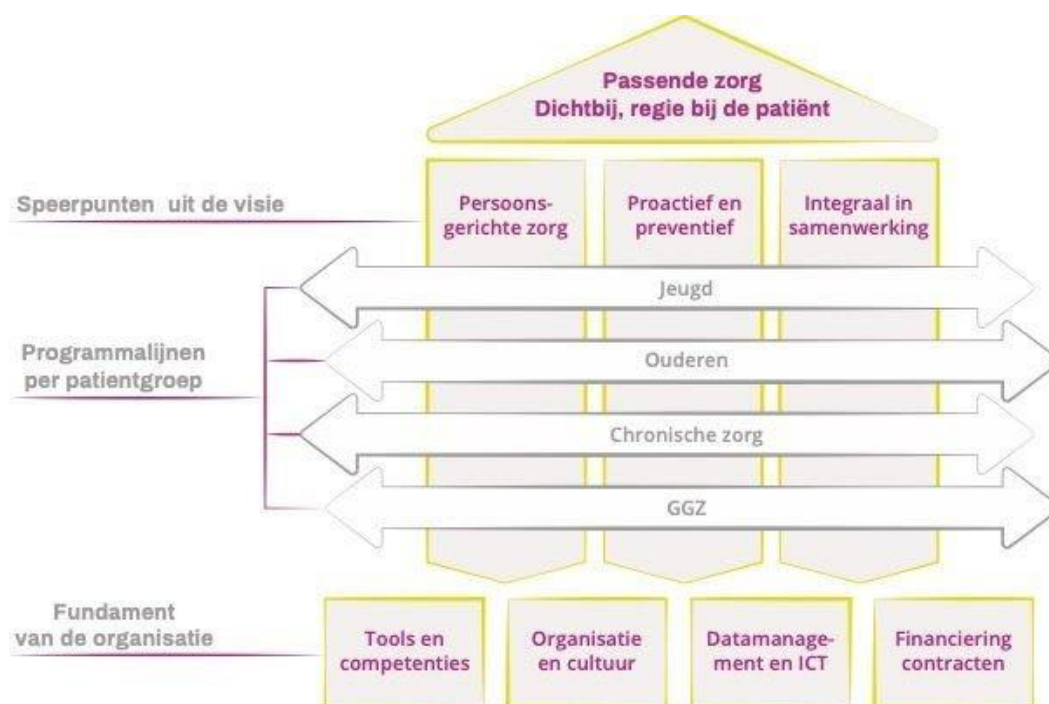 Passende zorg
Dichtbij, regie bij de patiënt
Speerpunten uit de visie
Persoons-
gerichte zorg
Proactief en
preventief
Integraal in
samenwerking
Jeugd
Programmalijnen
per patientgroep
Ouderen
Chronische zorg
GGZ
Fundament
van de organisatie
Tools en
competenties
Organisatie
en cultuur
Datamanage-
ment en ICT
Financiering
contracten